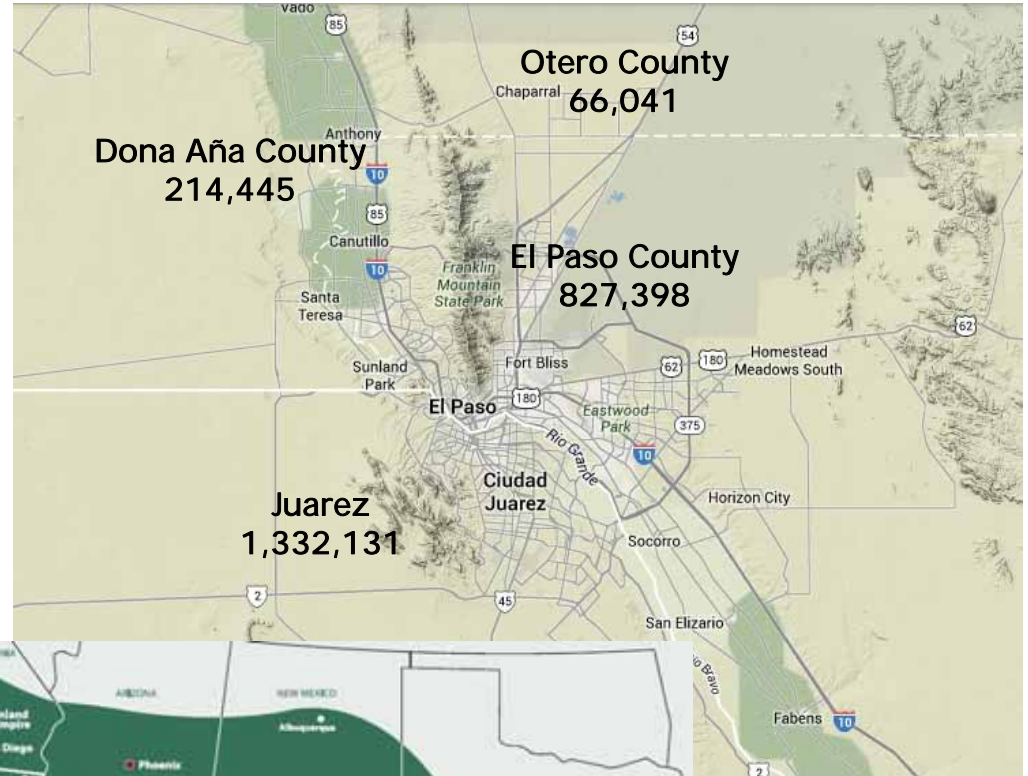 Vado
85
54
Otero County
66,041
Chaparral
Anthony
Dona Aña County
214,445
10
85
Canutillo
10
El Paso County
827,398
Franklin
Mountain
State Park
Santa
Teresa
62
Sunland
Park
Fort Bliss
62
180
Homestead
Meadows South
El Paso
180
Eastwood
Park
375
Rio Grande
10
Ciudad
Juarez
Juarez
1,332,131
Horizon City
Socorro
2
45
San Elizario
Bravo
Fabens
10
2
ARIZONA
NEW MEXICO
Albuquerque
Diego
Phoenix